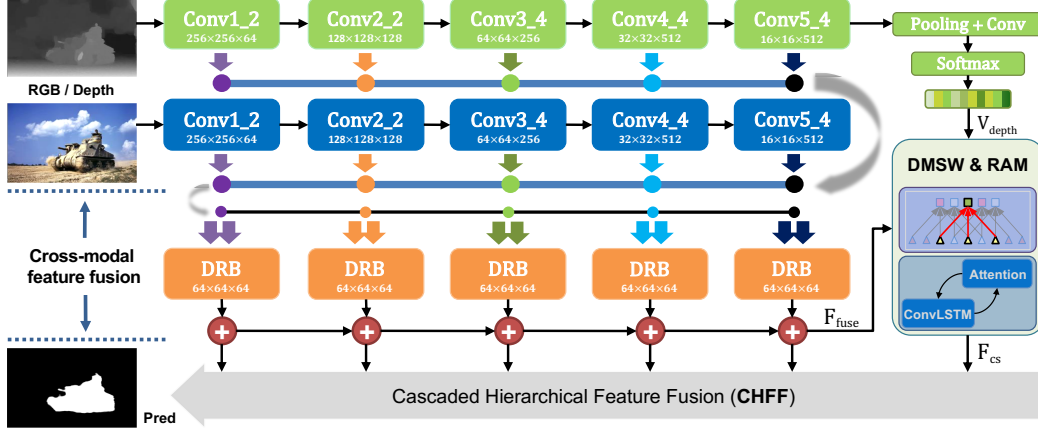 Conv1_2
256×256×64
Conv2_2
128×128×128
Conv3_4
64×64×256
Conv4_4
32×32×512
Conv5_4
16×16×512
Pooling + Conv
Softmax
V_depth
RGB / Depth
Conv1_2
256×256×64
Conv2_2
128×128×128
Conv3_4
64×64×256
Conv4_4
32×32×512
Conv5_4
16×16×512
DMSW & RAM
Attention
ConvLSTM
Cross-modal
feature fusion
DRB
64×64×64
DRB
64×64×64
DRB
64×64×64
DRB
64×64×64
DRB
64×64×64
+
+
+
+
+
F_fuse
F_cs
Cascaded Hierarchical Feature Fusion (CHFF)
Pred